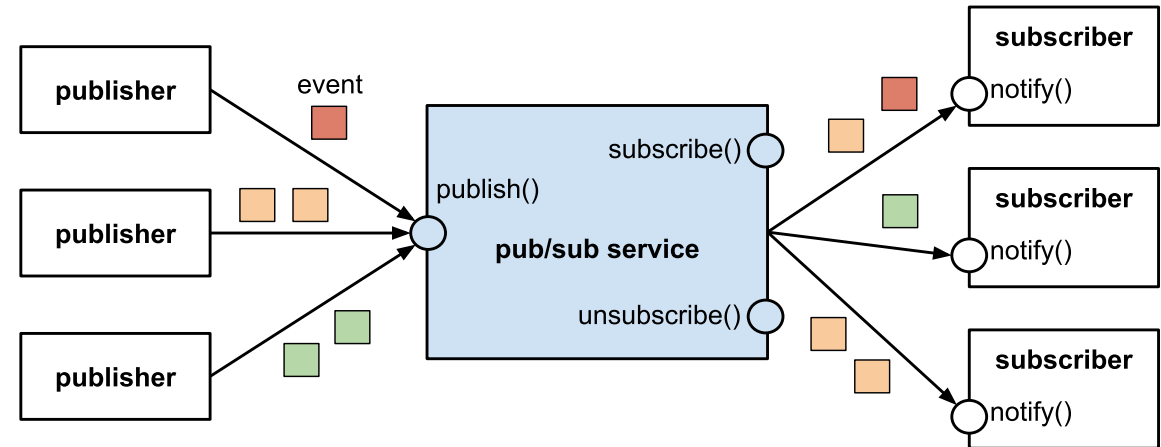 publisher
event
publisher
publisher
publish()
subscribe()
pub/sub service
unsubscribe()
subscriber
notify()
subscriber
notify()
subscriber
notify()